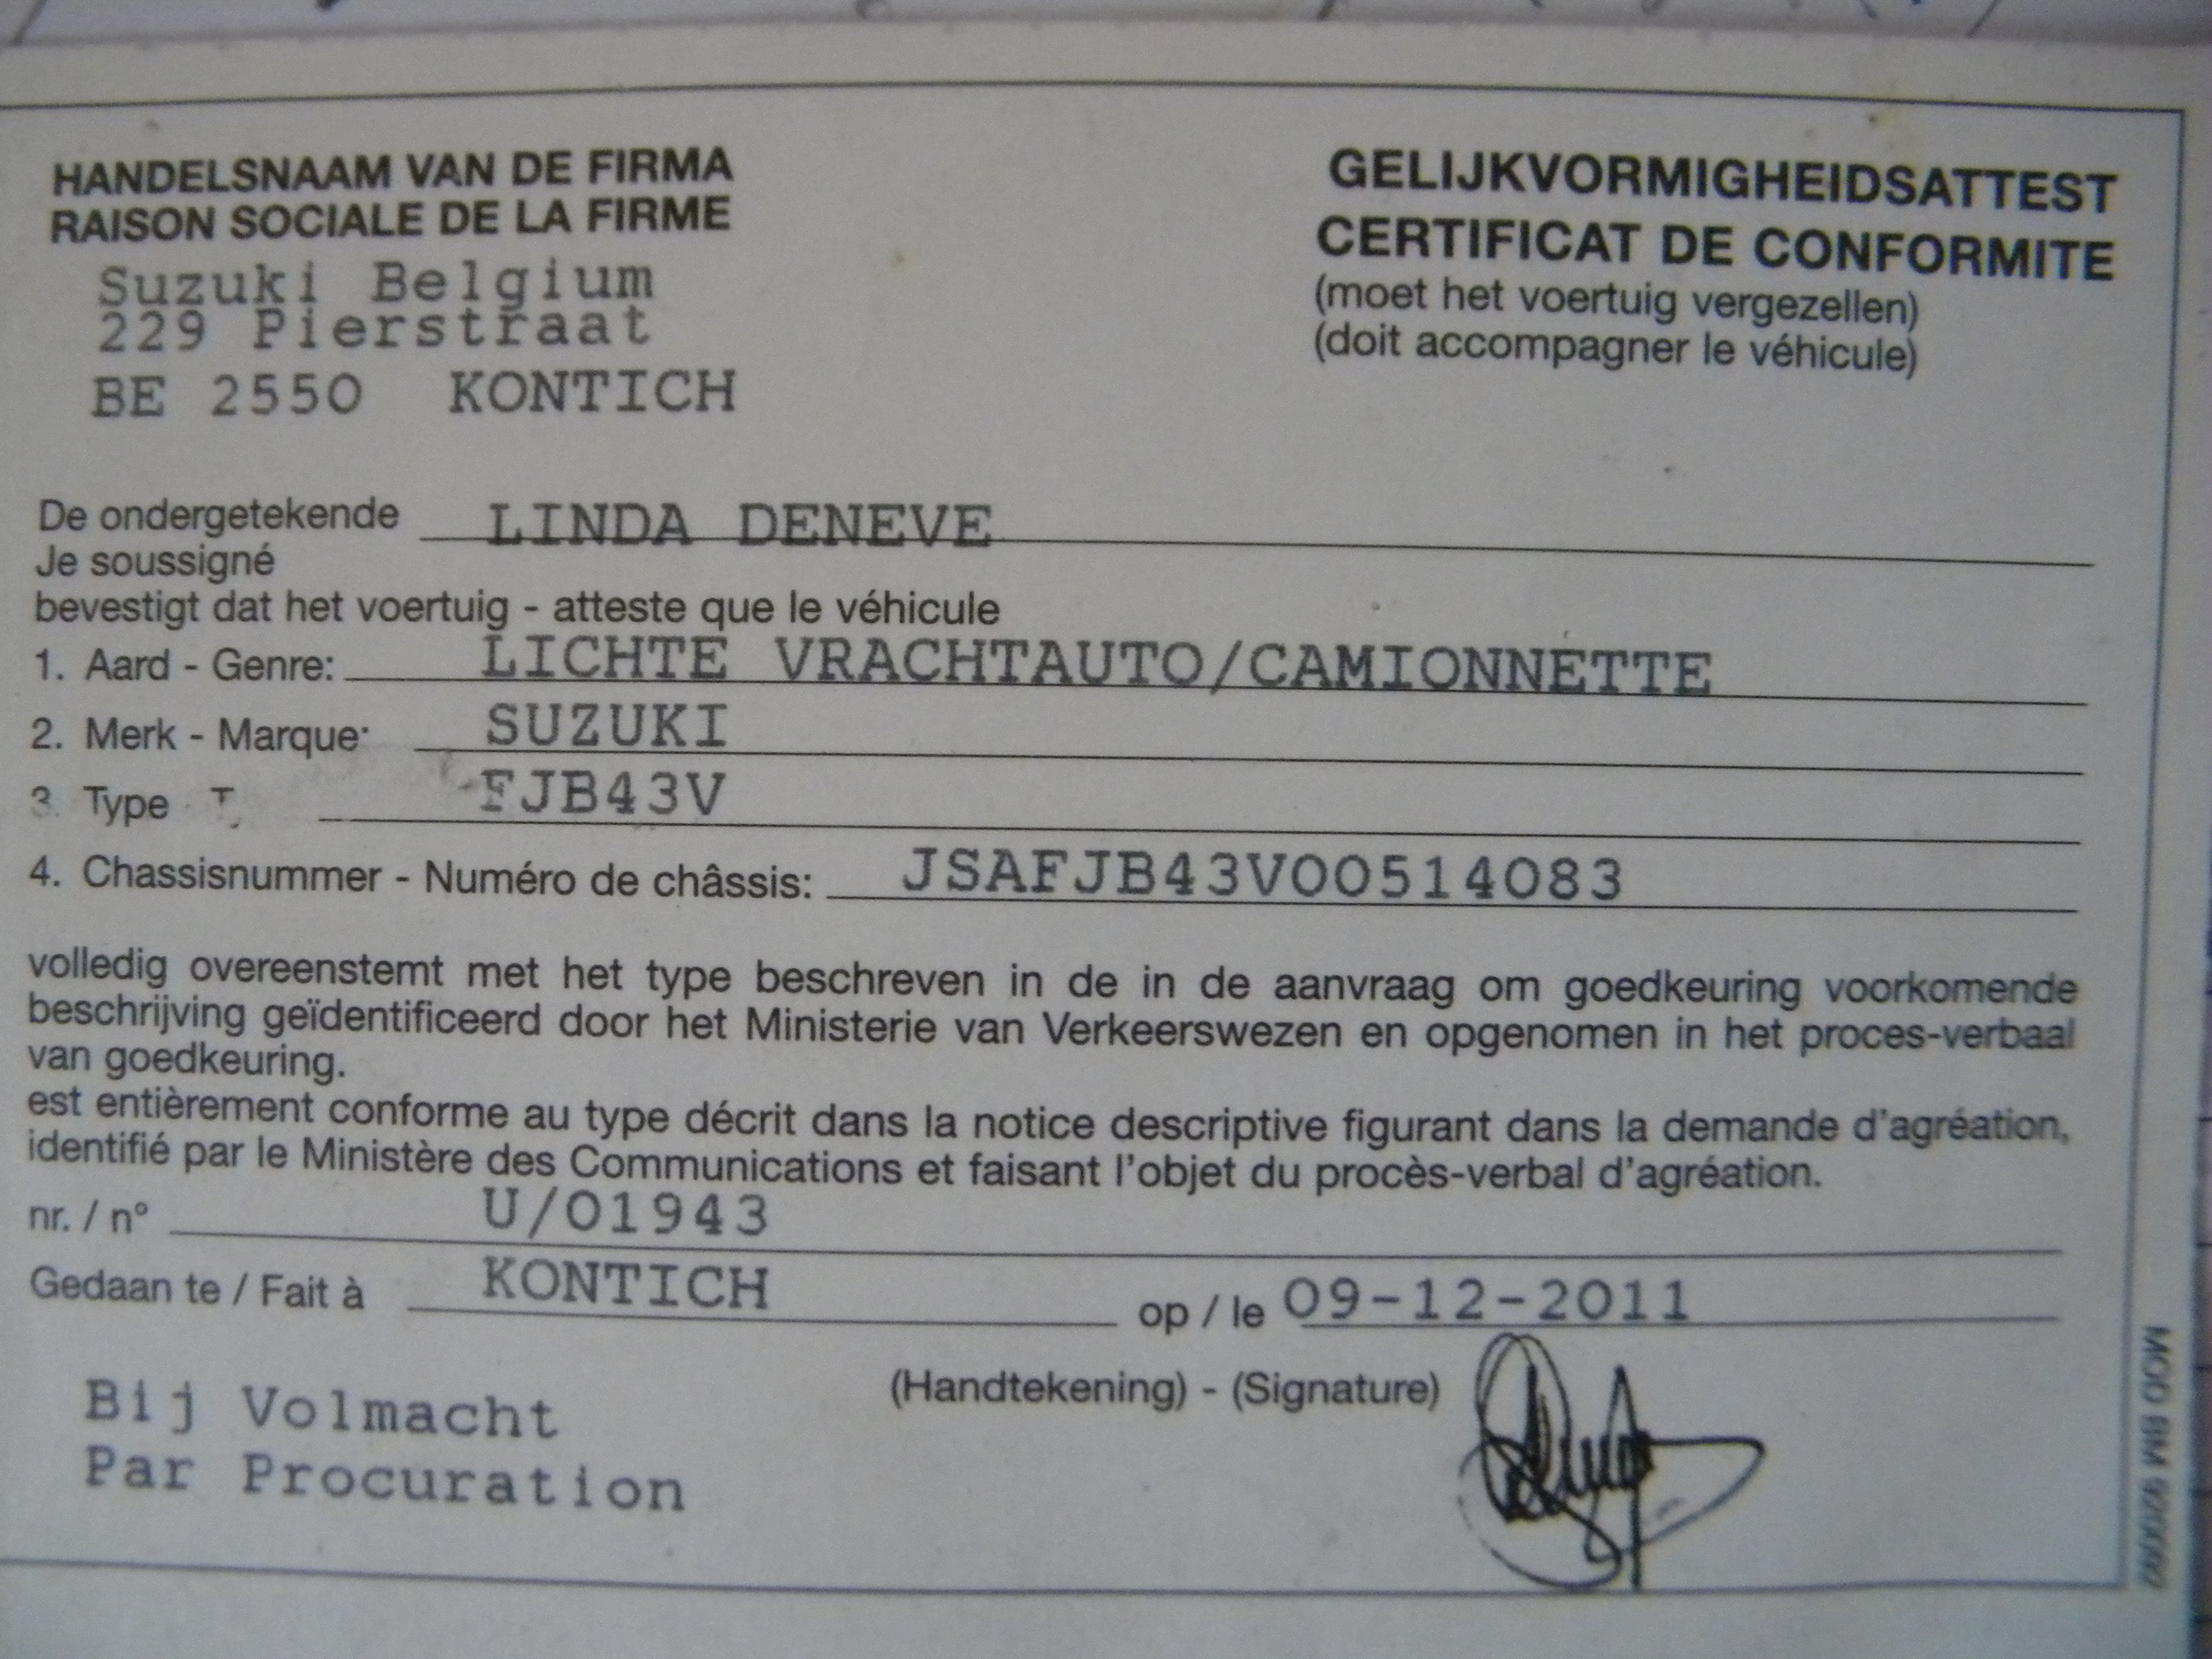 HANDELSNAAM VAN DE FIRMA
RAISON SOCIALE DE LA FIRME
Suzuki Belgium
229 Pierstraat
BE 2550 KONTICH
GELIJKVORMIGHEIDSATTEST
CERTIFICAT DE CONFORMITE
(moet het voertuig vergezellen)
(doit accompagner le véhicule)
De ondergetekende LINDA DENEVE
Je soussigné
bevestigt dat het voertuig - atteste que le véhicule
1. Aard - Genre: LICHTE VRACHTAUTO/CAMIONNETTE
2. Merk - Marque: SUZUKI
3. Type FJB43V
4. Chassisnummer - Numéro de châssis: JSAFJB43V00514083
volledig overeenstemt met het type beschreven in de in de aanvraag om goedkeuring voorkomende
beschrijving geïdentificeerd door het Ministerie van Verkeerswezen en opgenomen in het proces-verbaal
van goedkeuring.
est entièrement conforme au type décrit dans la notice descriptive figurant dans la demande d'agréation,
identifié par le Ministère des Communications et faisant l'objet du procès-verbal d'agréation.
nr. / n° U/01943
Gedaan te / Fait à KONTICH op / le 09-12-2011
(Handtekening) - (Signature)
Bij Volmacht
Par Procuration
MOD BM